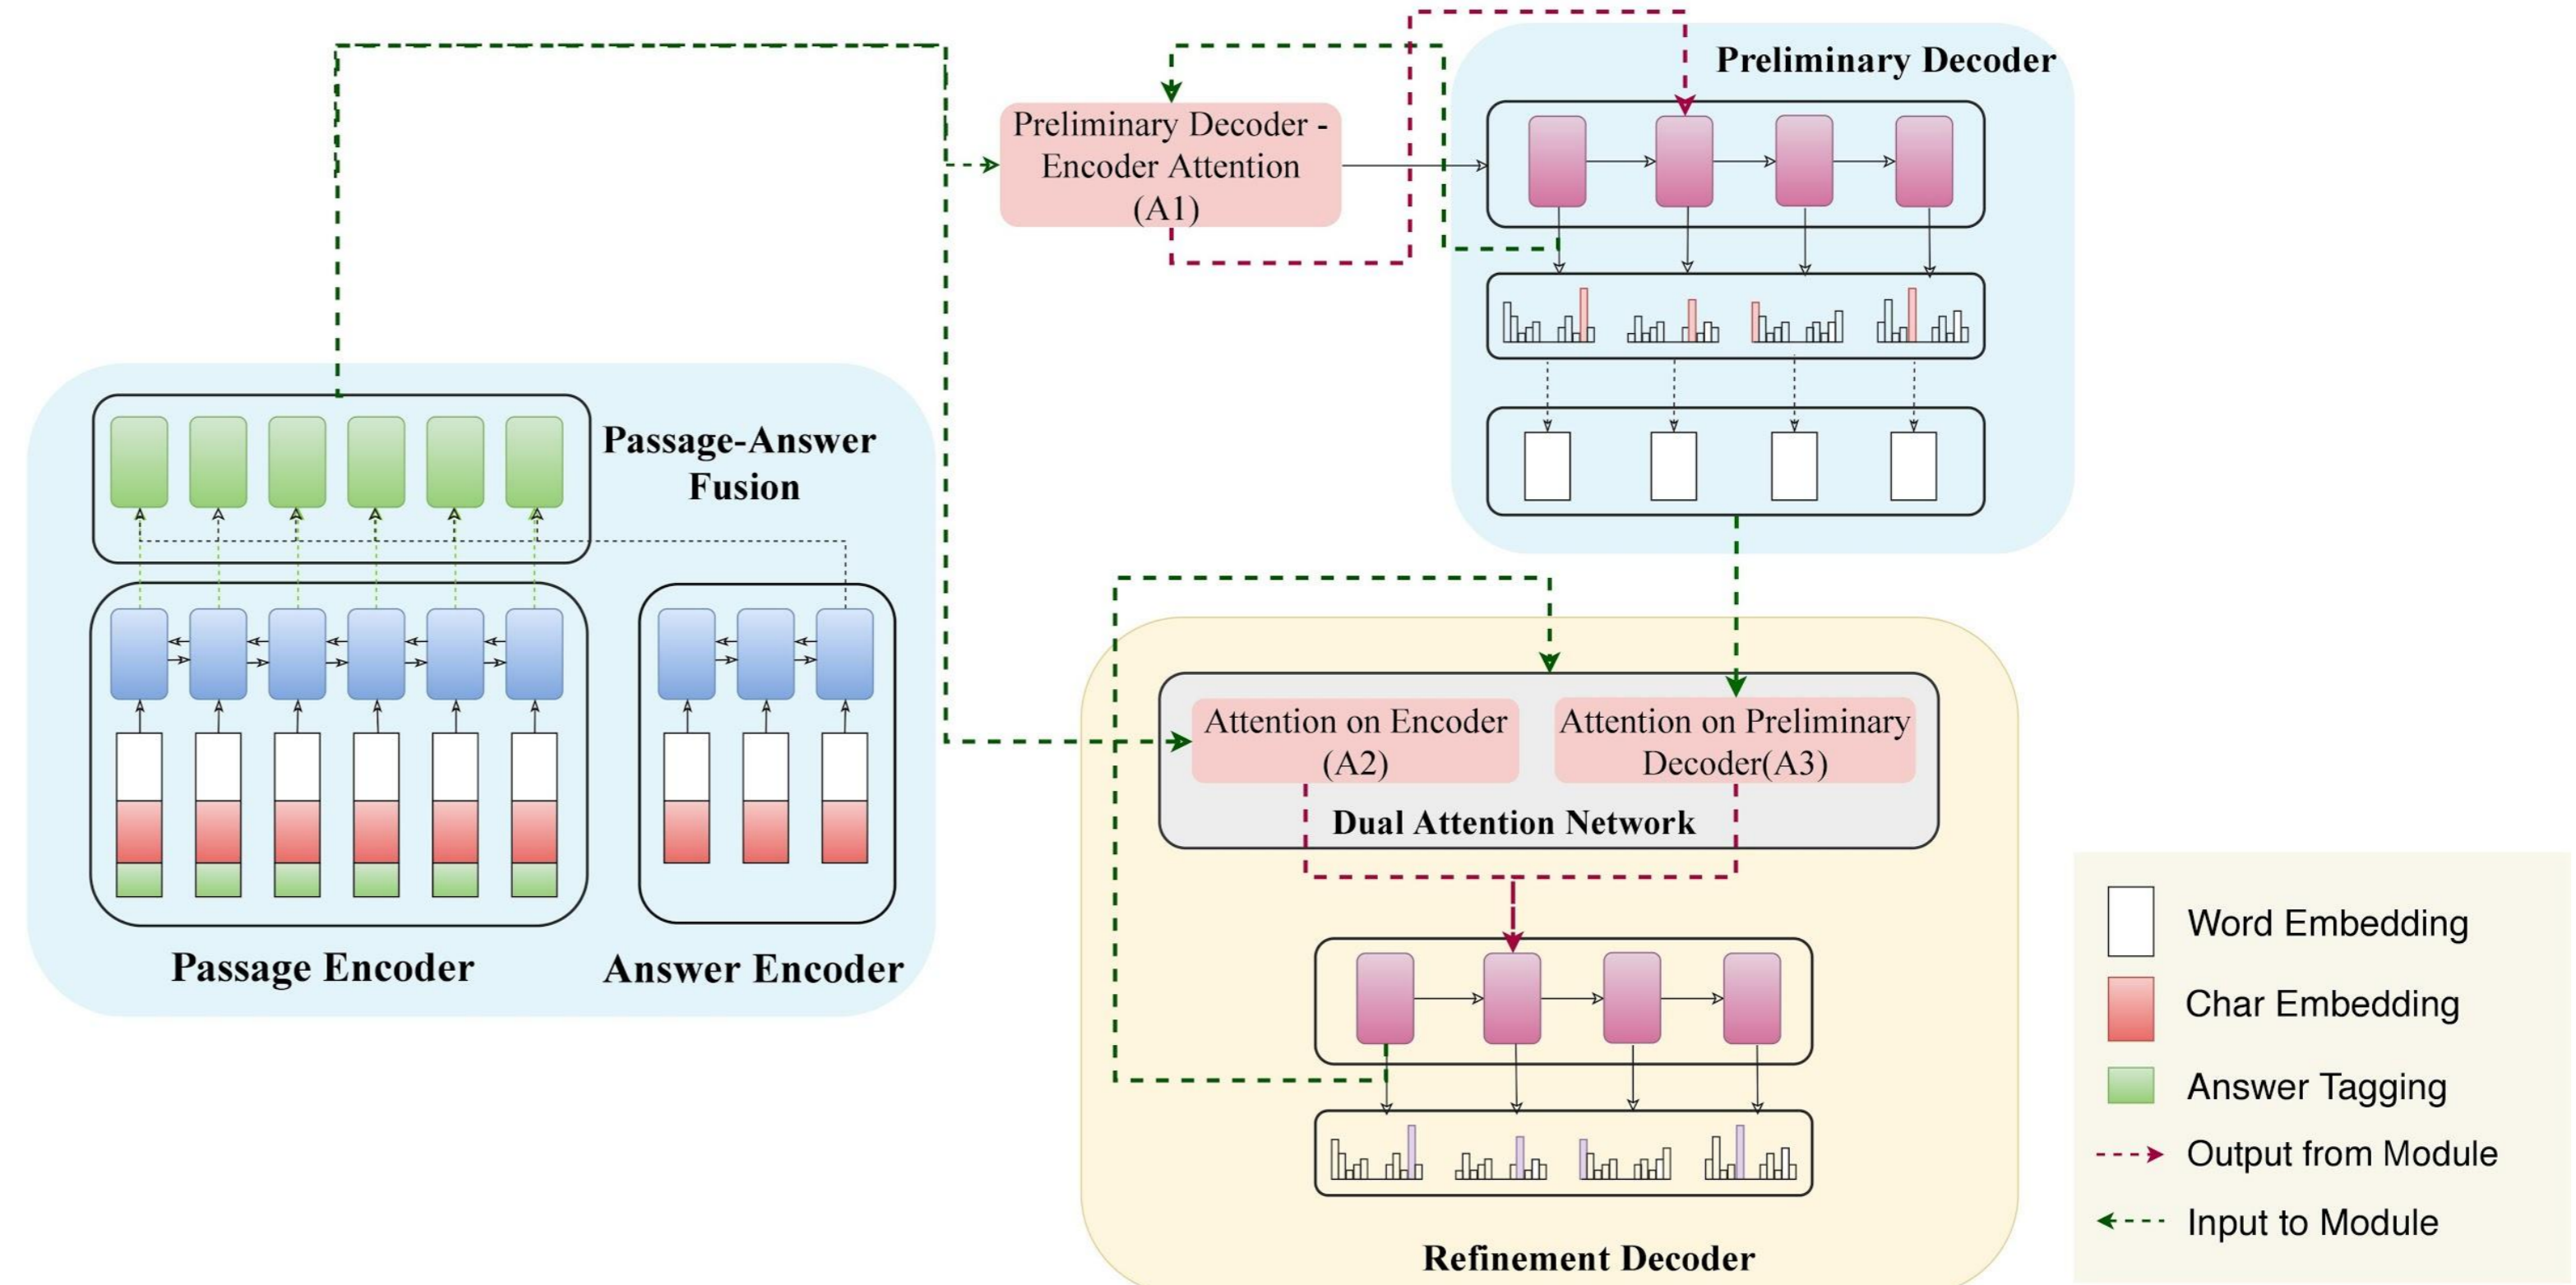 Preliminary Decoder
Preliminary Decoder -
Encoder Attention
(A1)
Passage-Answer
Fusion
Passage Encoder
Answer Encoder
Attention on Encoder
(A2)
Attention on Preliminary
Decoder(A3)
Dual Attention Network
Refinement Decoder
Word Embedding
Char Embedding
Answer Tagging
Output from Module
Input to Module